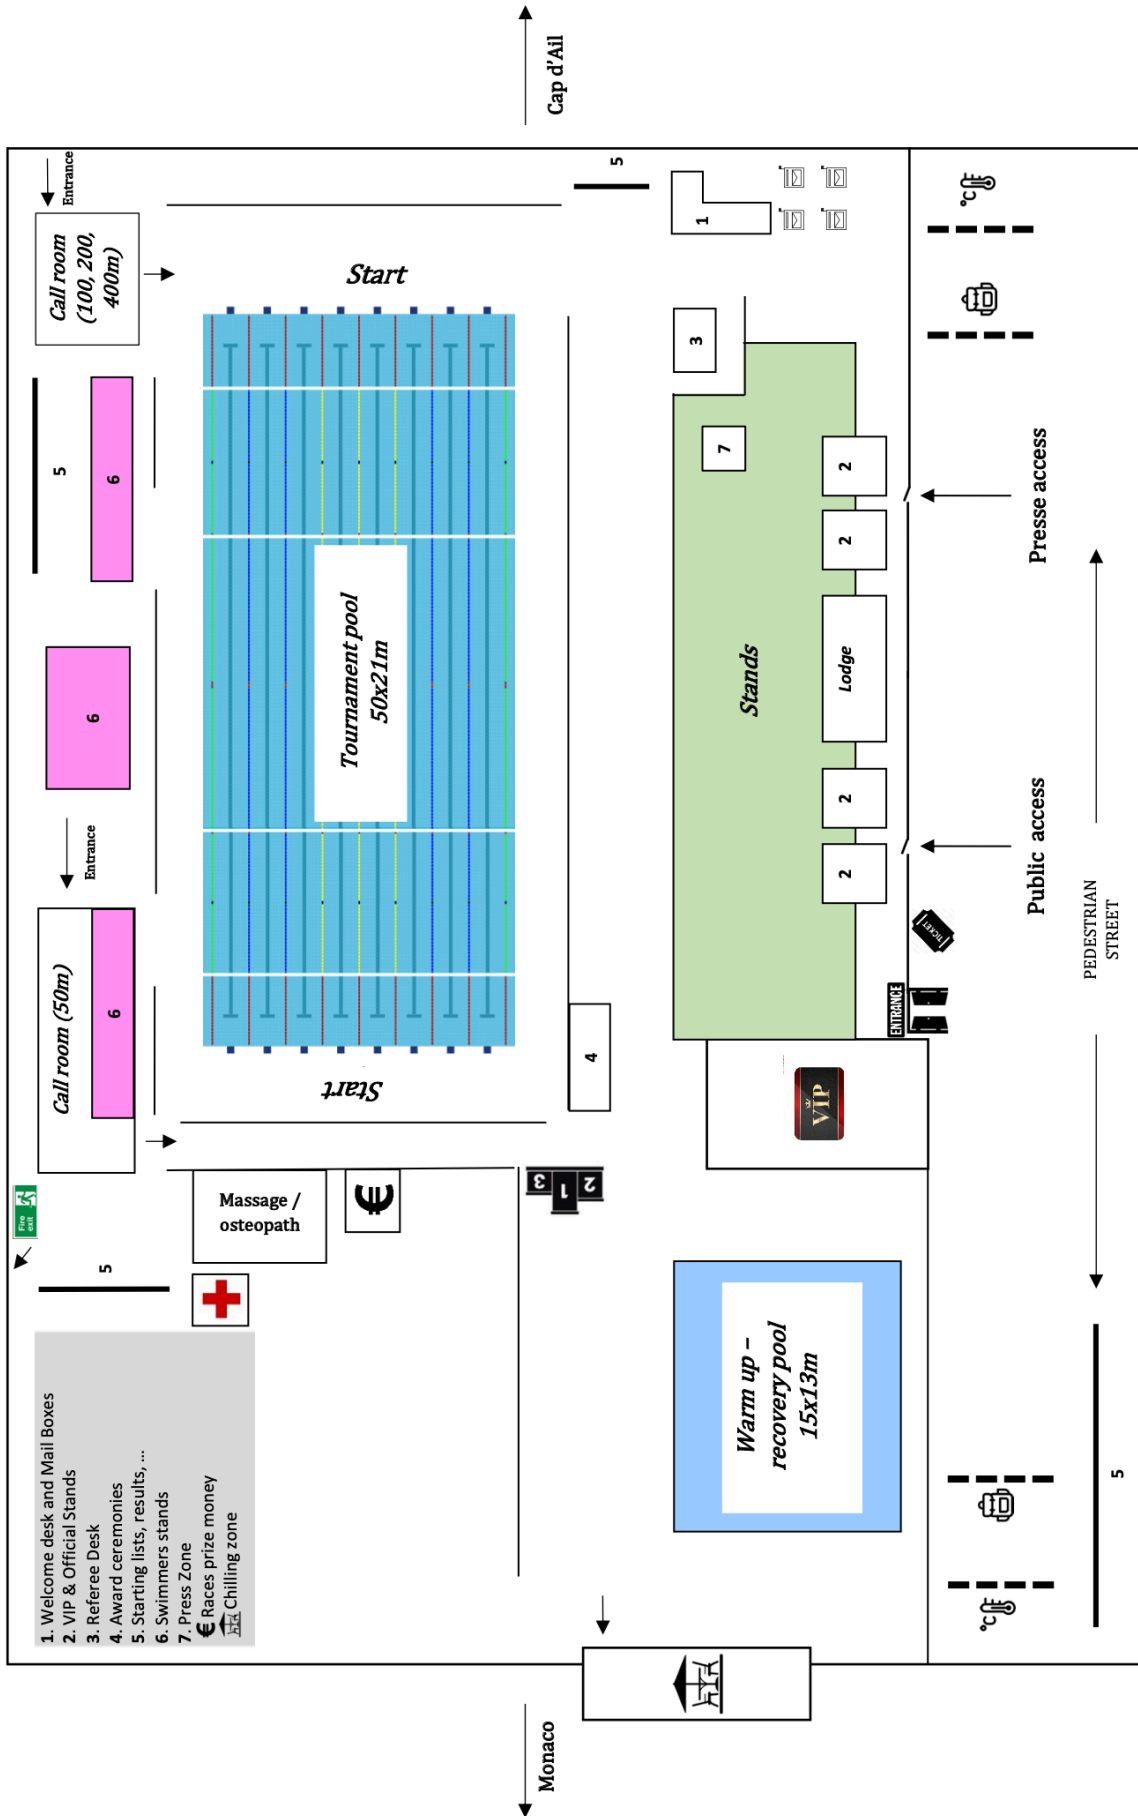 Cap d'Ail
Entrance
Call room
(100, 200,
400m)
Start
5
1
3
7
5
6
6
Entrance
Call room (50m)
6
Tournament pool
50x21m
Stands
2
2
Lodge
2
2
Presse access
Public access
PEDESTRIAN
STREET
TICKET
ENTRANCE
VIP
4
Start
3
1
2
Massage /
osteopath
€
Fire
exit
5
1. Welcome desk and Mail Boxes
2. VIP & Official Stands
3. Referee Desk
4. Award ceremonies
5. Starting lists, results, ...
6. Swimmers stands
7. Press Zone
€ Races prize money
Chilling zone
Warm up –
recovery pool
15x13m
°C
°C
5
Monaco